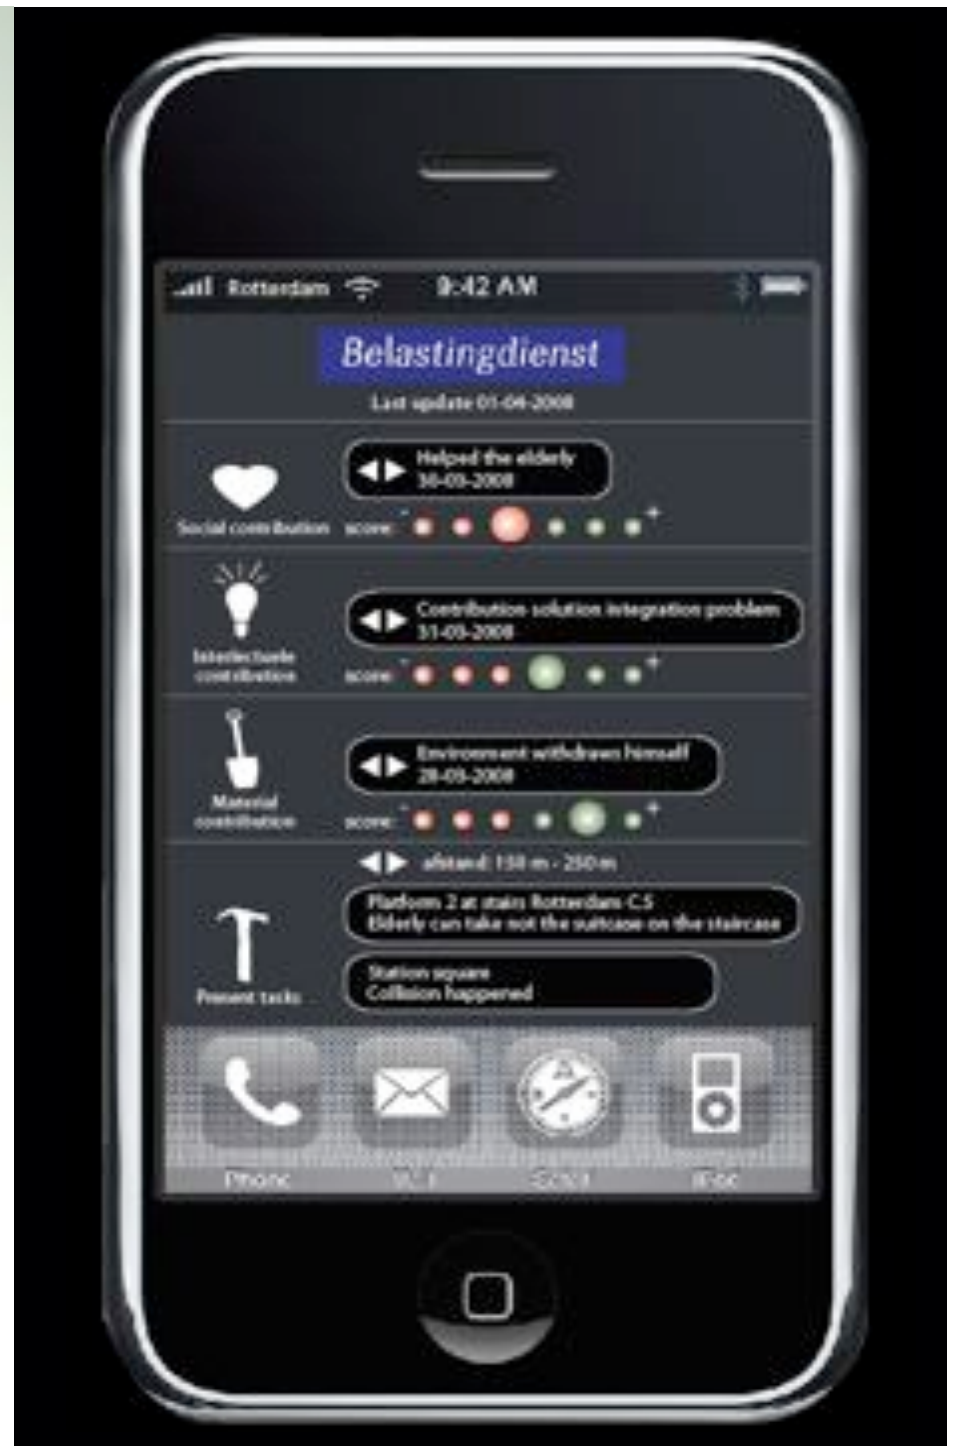 Rotterdam 9:42 AM
Belastingdienst
Last update 01-04-2008
Helped the elderly
30-03-2008
Social contribution
score: - +
Contribution solution integration problem
31-03-2008
Interlectuele
contribution
score: - +
Environment withdraws himself
28-03-2008
Material
contribution
score: - +
afstand: 150 m - 250 m
Platform 2 at stairs Rotterdam C.S
Elderly can take not the suitcase on the staircase
Station square
Collision happened
Present tasks
Phone
iPod